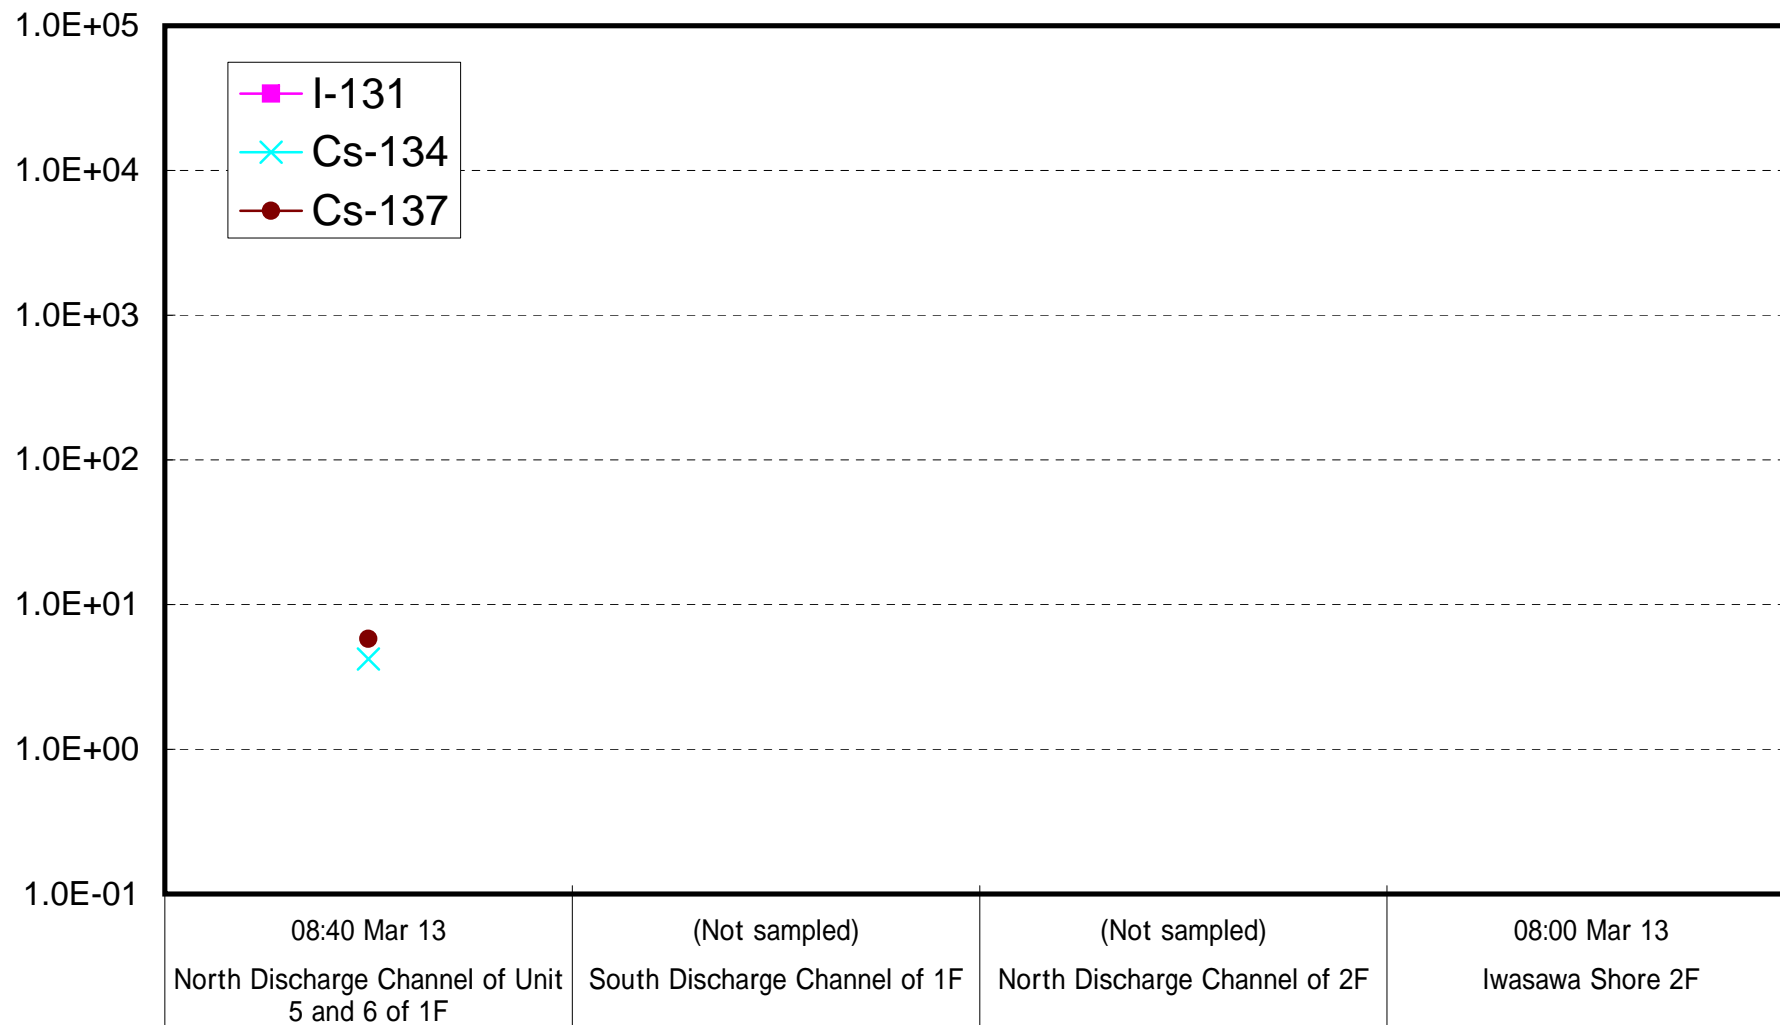 1.0E+05
1.0E+04
1.0E+03
1.0E+02
1.0E+01
1.0E+00
1.0E-01
I-131
Cs-134
Cs-137
08:40 Mar 13
(Not sampled)
(Not sampled)
08:00 Mar 13
North Discharge Channel of Unit
5 and 6 of 1F
South Discharge Channel of 1F
North Discharge Channel of 2F
Iwasawa Shore 2F